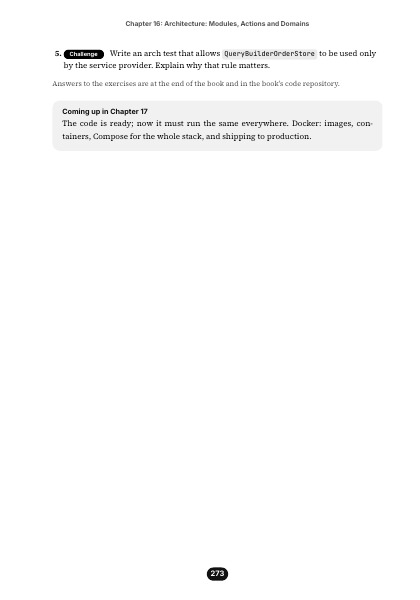 Chapter 16: Architecture: Modules, Actions and Domains
5. Challenge Write an arch test that allows QueryBuilderOrderStore to be used only
by the service provider. Explain why that rule matters.
Answers to the exercises are at the end of the book and in the book's code repository.
Coming up in Chapter 17
The code is ready; now it must run the same everywhere. Docker: images, con-
tainers, Compose for the whole stack, and shipping to production.
273